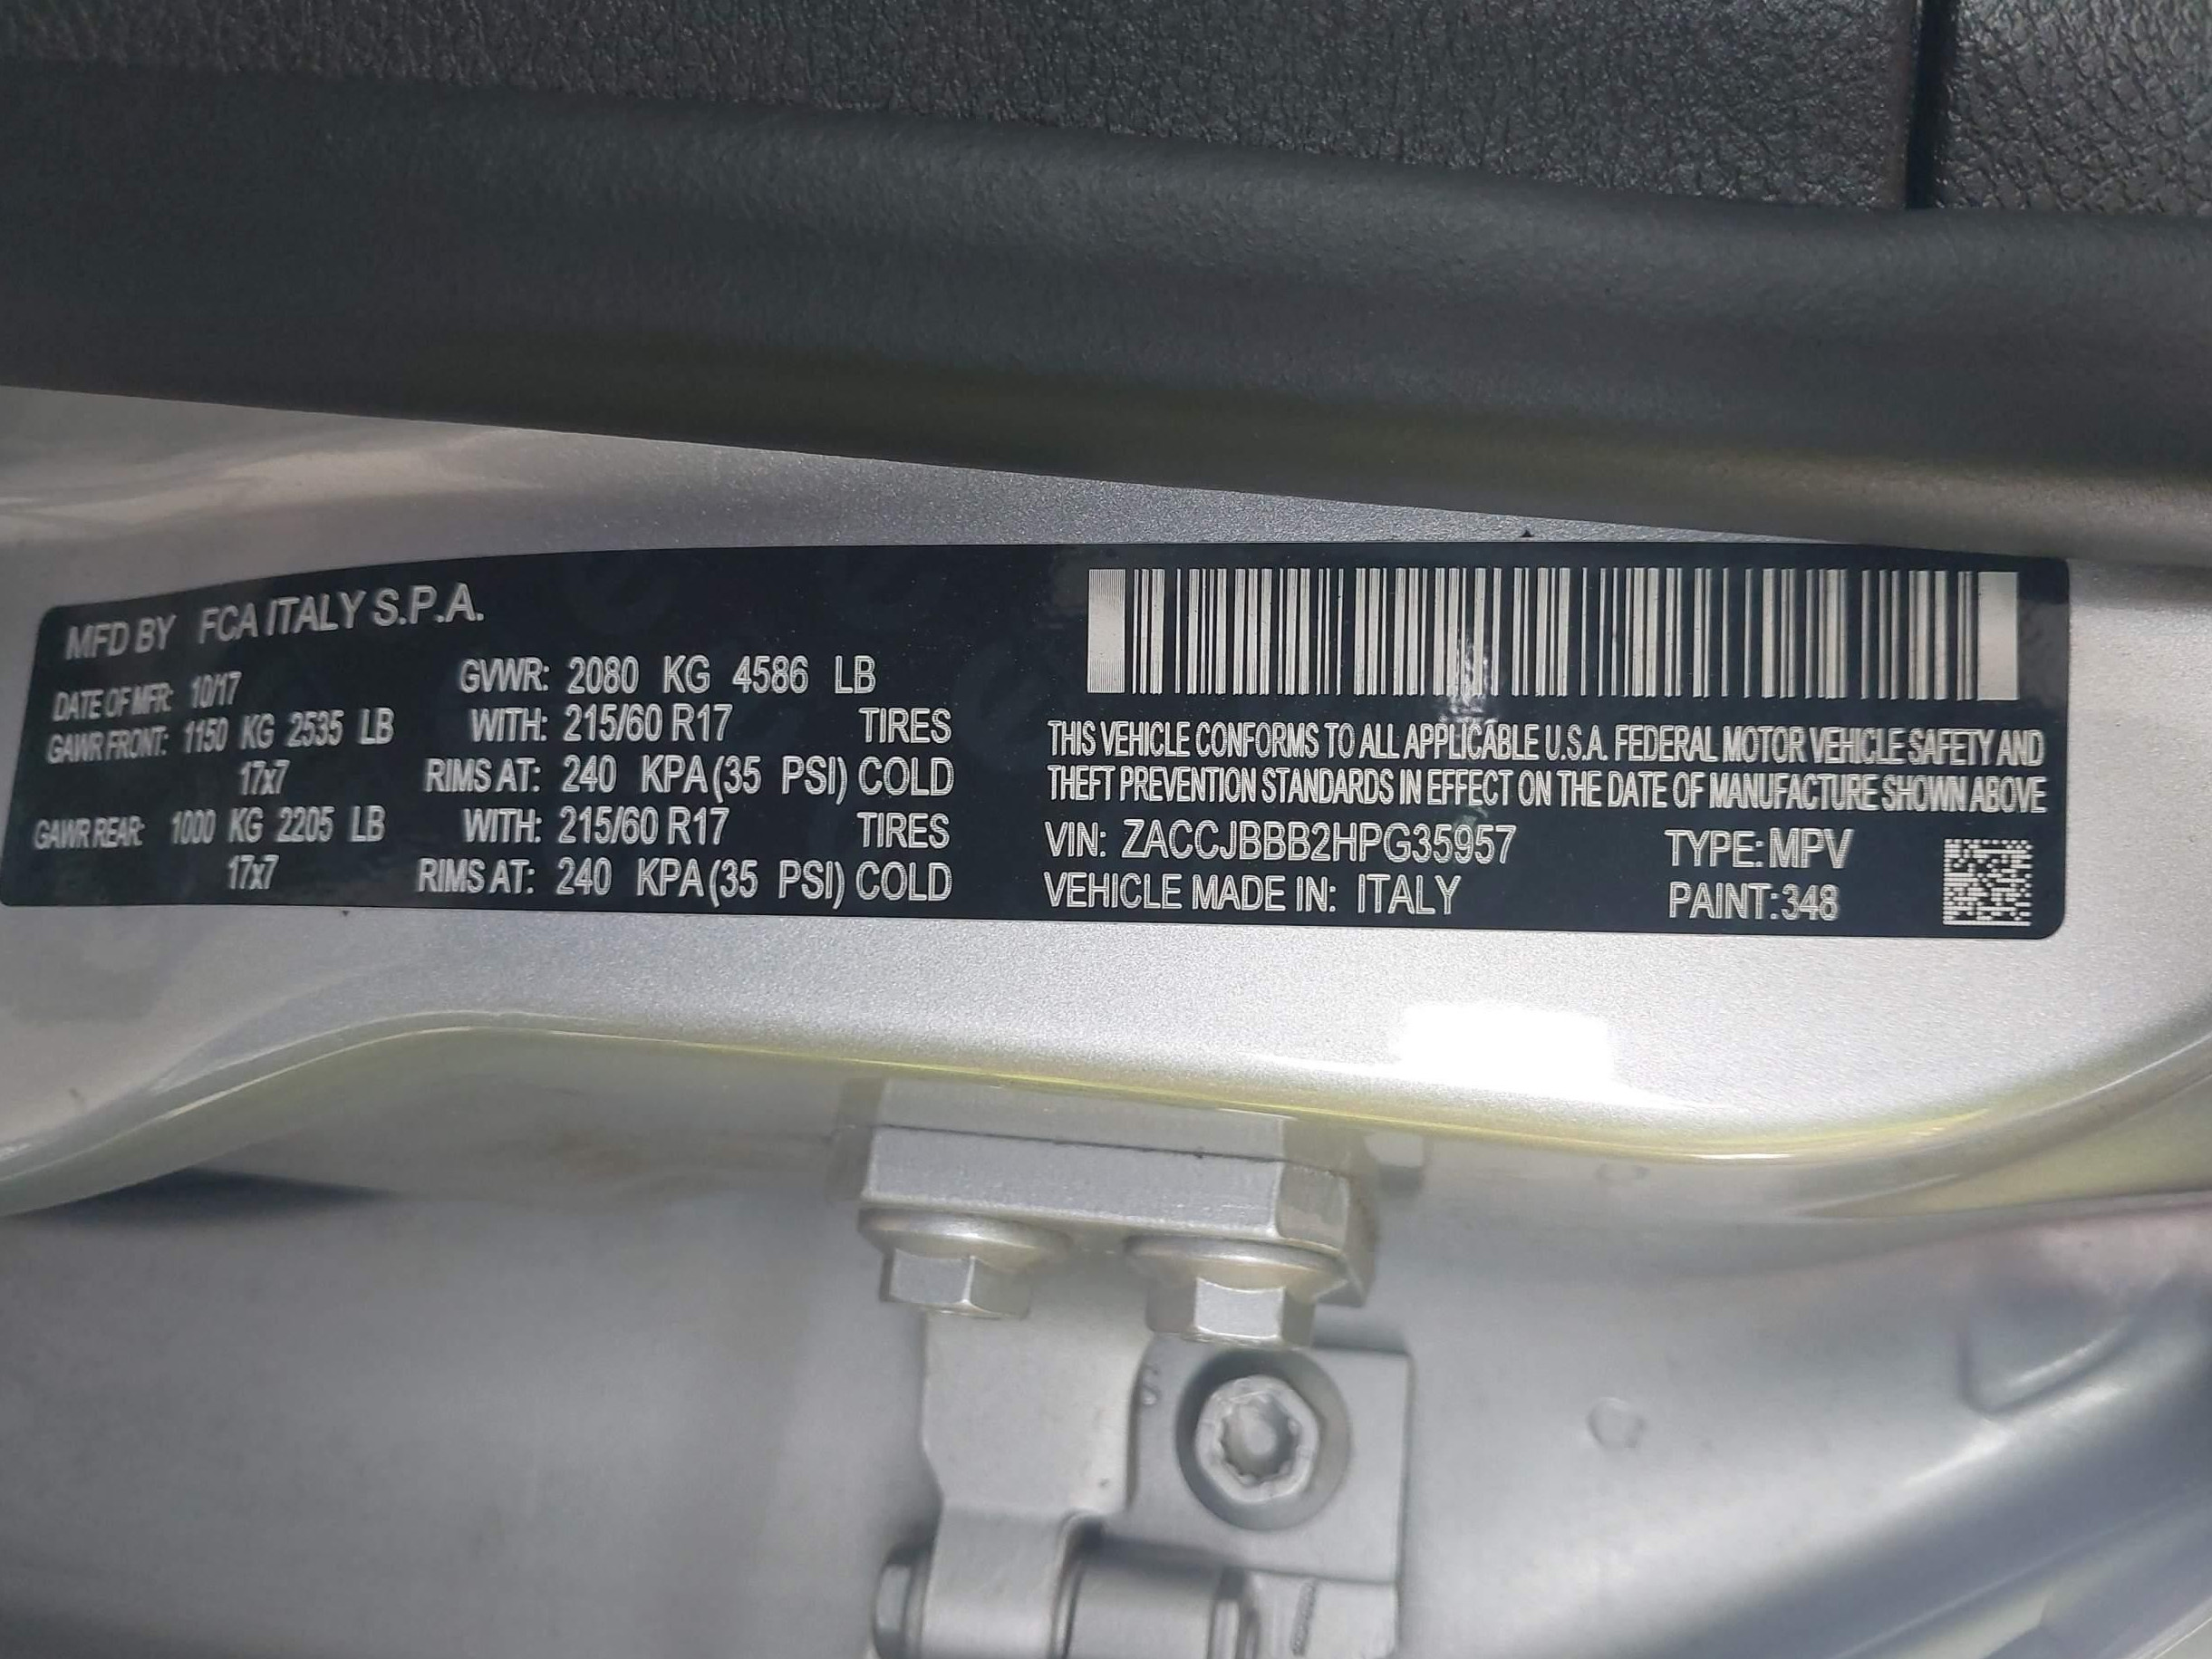 MFD BY FCA ITALY S.P.A.
DATE OF MFR: 10/17 GVWR: 2080 KG 4586 LB
GAWR FRONT: 1150 KG 2535 LB WITH: 215/60 R17 TIRES
17x7 RIMS AT: 240 KPA (35 PSI) COLD
GAWR REAR: 1000 KG 2205 LB WITH: 215/60 R17 TIRES
17x7 RIMS AT: 240 KPA (35 PSI) COLD
THIS VEHICLE CONFORMS TO ALL APPLICABLE U.S.A. FEDERAL MOTOR VEHICLE SAFETY AND
THEFT PREVENTION STANDARDS IN EFFECT ON THE DATE OF MANUFACTURE SHOWN ABOVE
VIN: ZACCJBBB2HPG35957 TYPE: MPV
VEHICLE MADE IN: ITALY PAINT: 348
S